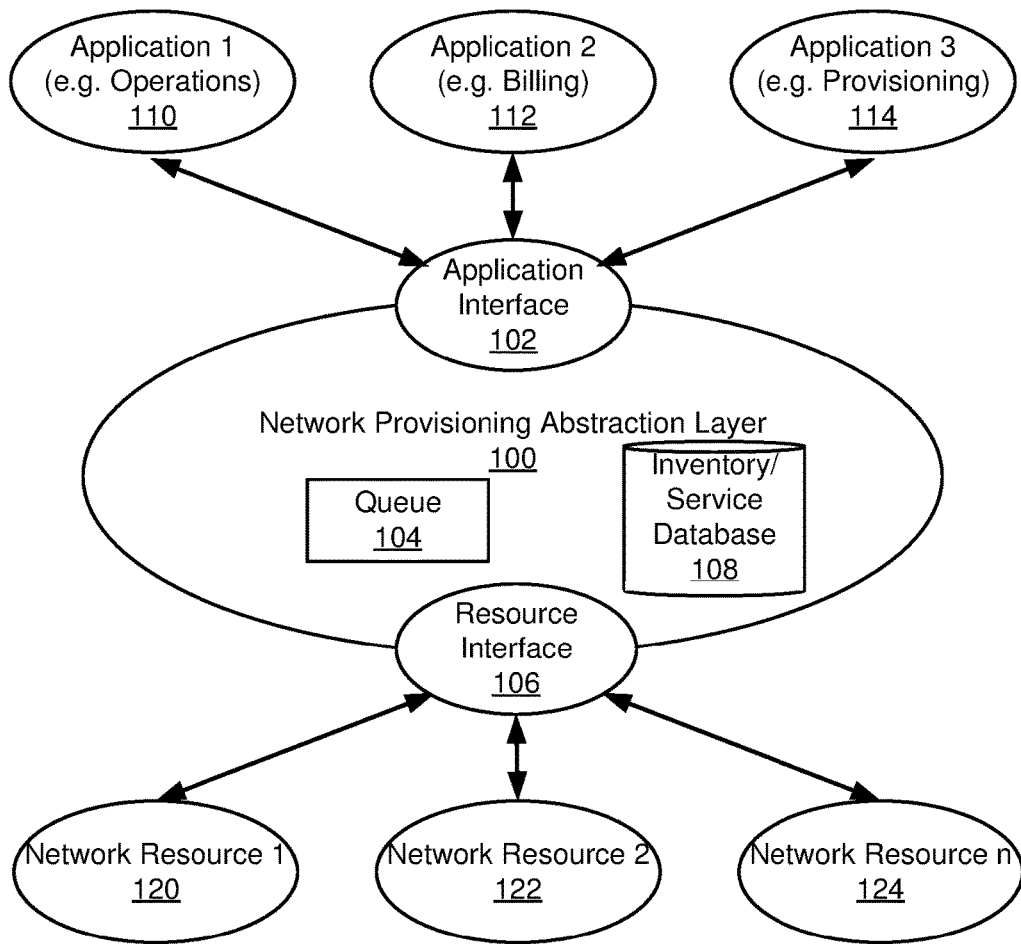 Application 1
(e.g. Operations)
110
Application 2
(e.g. Billing)
112
Application 3
(e.g. Provisioning)
114
Application
Interface
102
Network Provisioning Abstraction Layer
100
Queue
104
Inventory/
Service
Database
108
Resource
Interface
106
Network Resource 1
120
Network Resource 2
122
Network Resource n
124